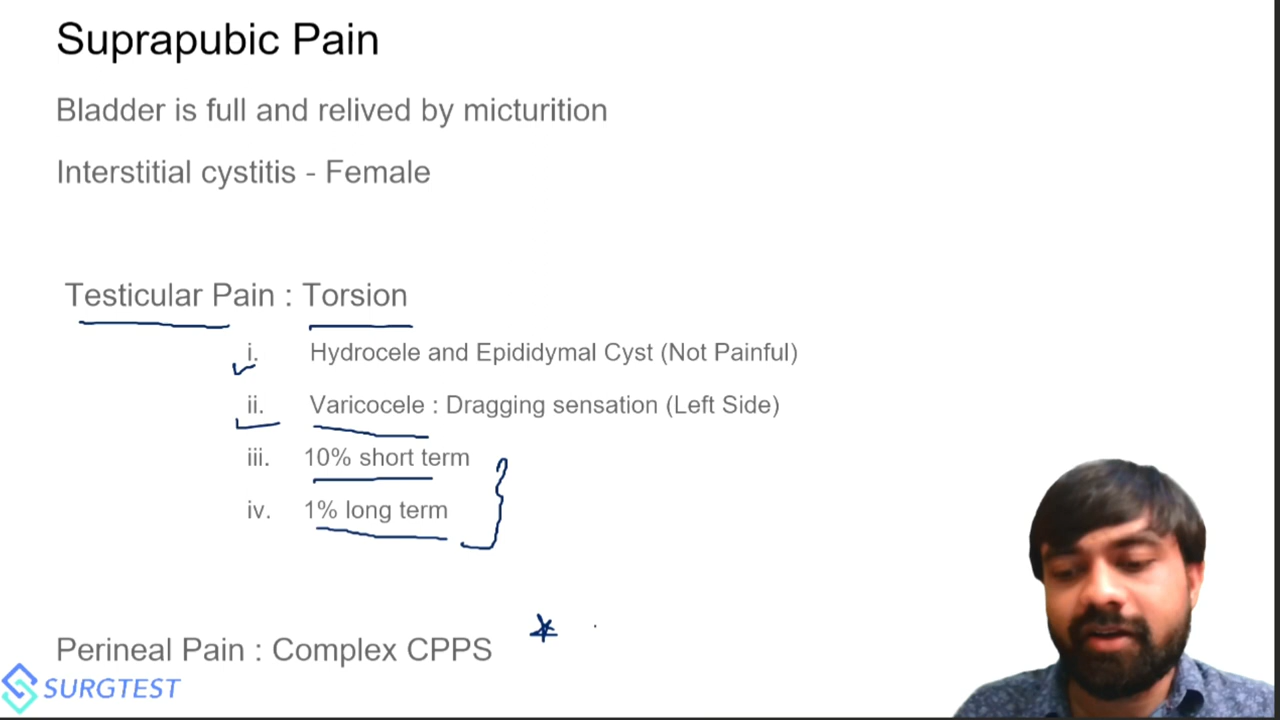 Suprapubic Pain
Bladder is full and relived by micturition
Interstitial cystitis - Female
Testicular Pain : Torsion
i. Hydrocele and Epididymal Cyst (Not Painful)
ii. Varicocele : Dragging sensation (Left Side)
iii. 10% short term
iv. 1% long term
Perineal Pain : Complex CPPS
SURGTEST